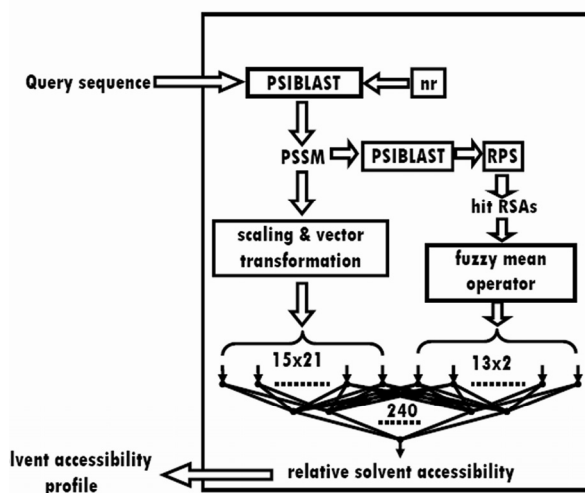 Query sequence
PSIBLAST
nr
PSSM
PSIBLAST
RPS
hit RSAs
scaling & vector
transformation
fuzzy mean
operator
15x21
13x2
240
lvent accessibility
profile
relative solvent accessibility